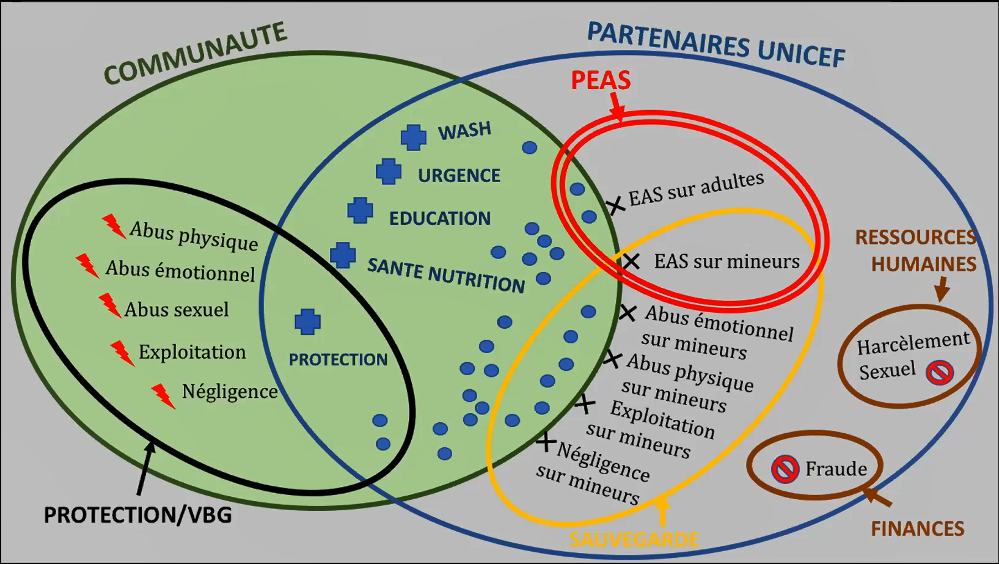 COMMUNAUTE
PARTENAIRES UNICEF
PEAS
WASH
URGENCE
EDUCATION
SANTE NUTRITION
PROTECTION
Abus physique
Abus émotionnel
Abus sexuel
Exploitation
Négligence
PROTECTION/VBG
EAS sur adultes
EAS sur mineurs
Abus émotionnel
sur mineurs
Abus physique
sur mineurs
Exploitation
sur mineurs
Négligence
sur mineurs
SAUVEGARDE
RESSOURCES
HUMAINES
Harcèlement
Sexuel
Fraude
FINANCES